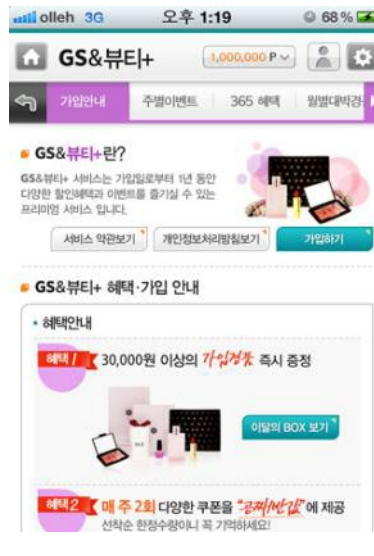 olleh 3G 오후 1:19 68%
GS&뷰티+ 1,000,000 P
가입안내 주별이벤트 365 혜택 월별대박경
GS&뷰티+란?
GS&뷰티+ 서비스는 가입일로부터 1년 동안
다양한 할인혜택과 이벤트를 즐기실 수 있는
프리미엄 서비스 입니다.
서비스 약관보기 개인정보처리방침보기 가입하기
GS&뷰티+ 혜택·가입 안내
혜택안내
혜택1 30,000원 이상의 가입경품 즉시 증정
이달의 BOX 보기
혜택2 매 주 2회 다양한 쿠폰을 "공짜/반값"에 제공
선착순 한정수량이니 꼭 기억하세요!